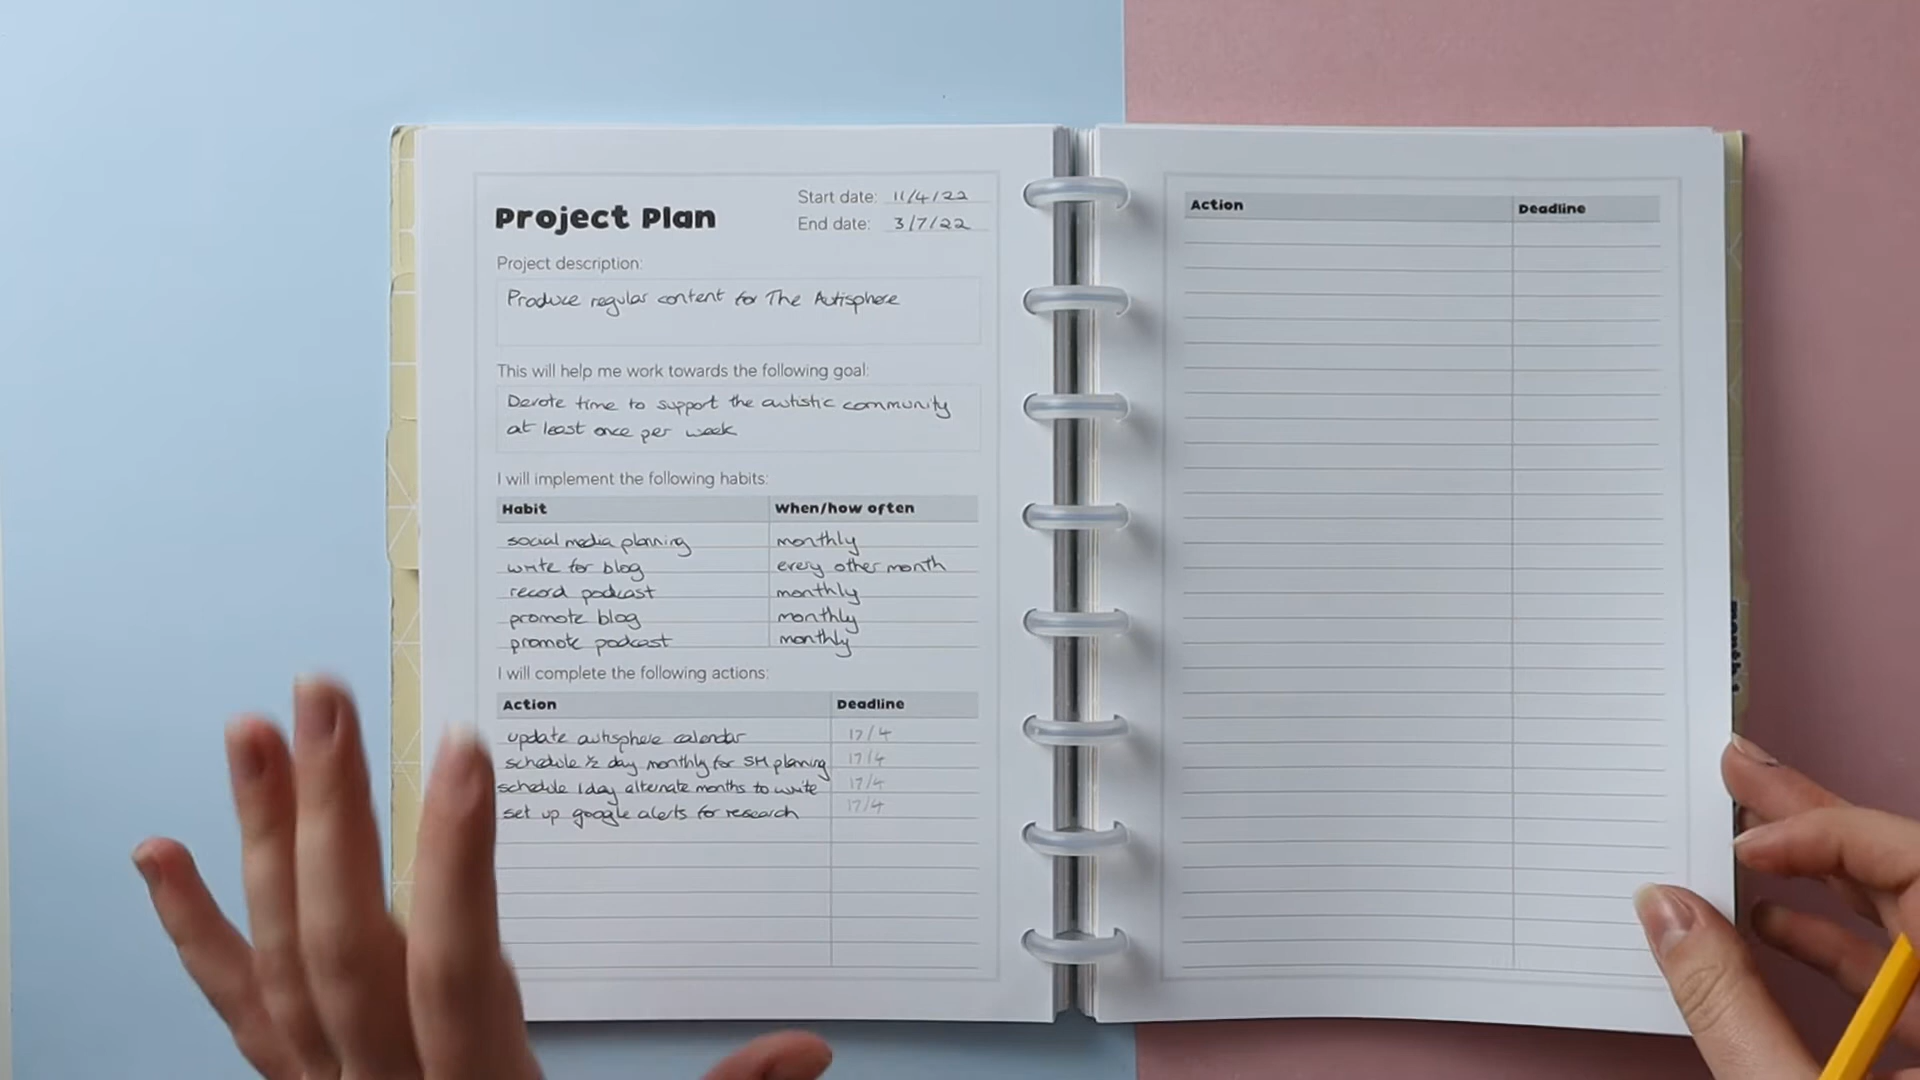 Project Plan
Start date: 11/4/22
End date: 3/7/22
Project description:
Produce regular content for The Autisphere
This will help me work towards the following goal:
Devote time to support the autistic community
at least once per week
I will implement the following habits:
Habit When/how often
social media planning monthly
write for blog every other month
record podcast monthly
promote blog monthly
promote podcast monthly
I will complete the following actions:
Action Deadline
update autisphere calendar 17/4
schedule ½ day monthly for SM planing 17/4
schedule 1day alternate months to write 17/4
set up google alerts for research 17/4
Action Deadline